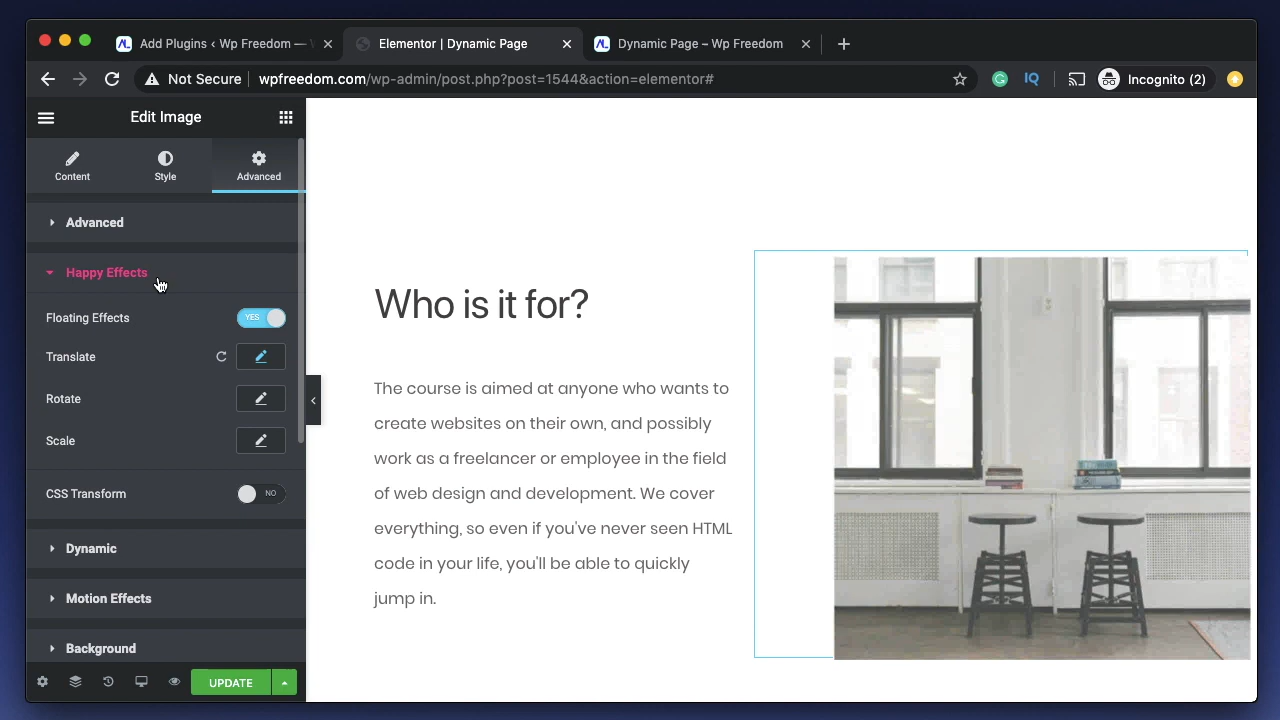 Add Plugins ‹ Wp Freedom —
Elementor | Dynamic Page
Dynamic Page – Wp Freedom
Not Secure
wpfreedom.com/wp-admin/post.php?post=1544&action=elementor#
IQ
Incognito (2)
Edit Image
Content
Style
Advanced
Advanced
Happy Effects
Floating Effects
YES
Translate
Rotate
Scale
CSS Transform
NO
Dynamic
Motion Effects
Background
UPDATE
Who is it for?
The course is aimed at anyone who wants to
create websites on their own, and possibly
work as a freelancer or employee in the field
of web design and development. We cover
everything, so even if you've never seen HTML
code in your life, you'll be able to quickly
jump in.